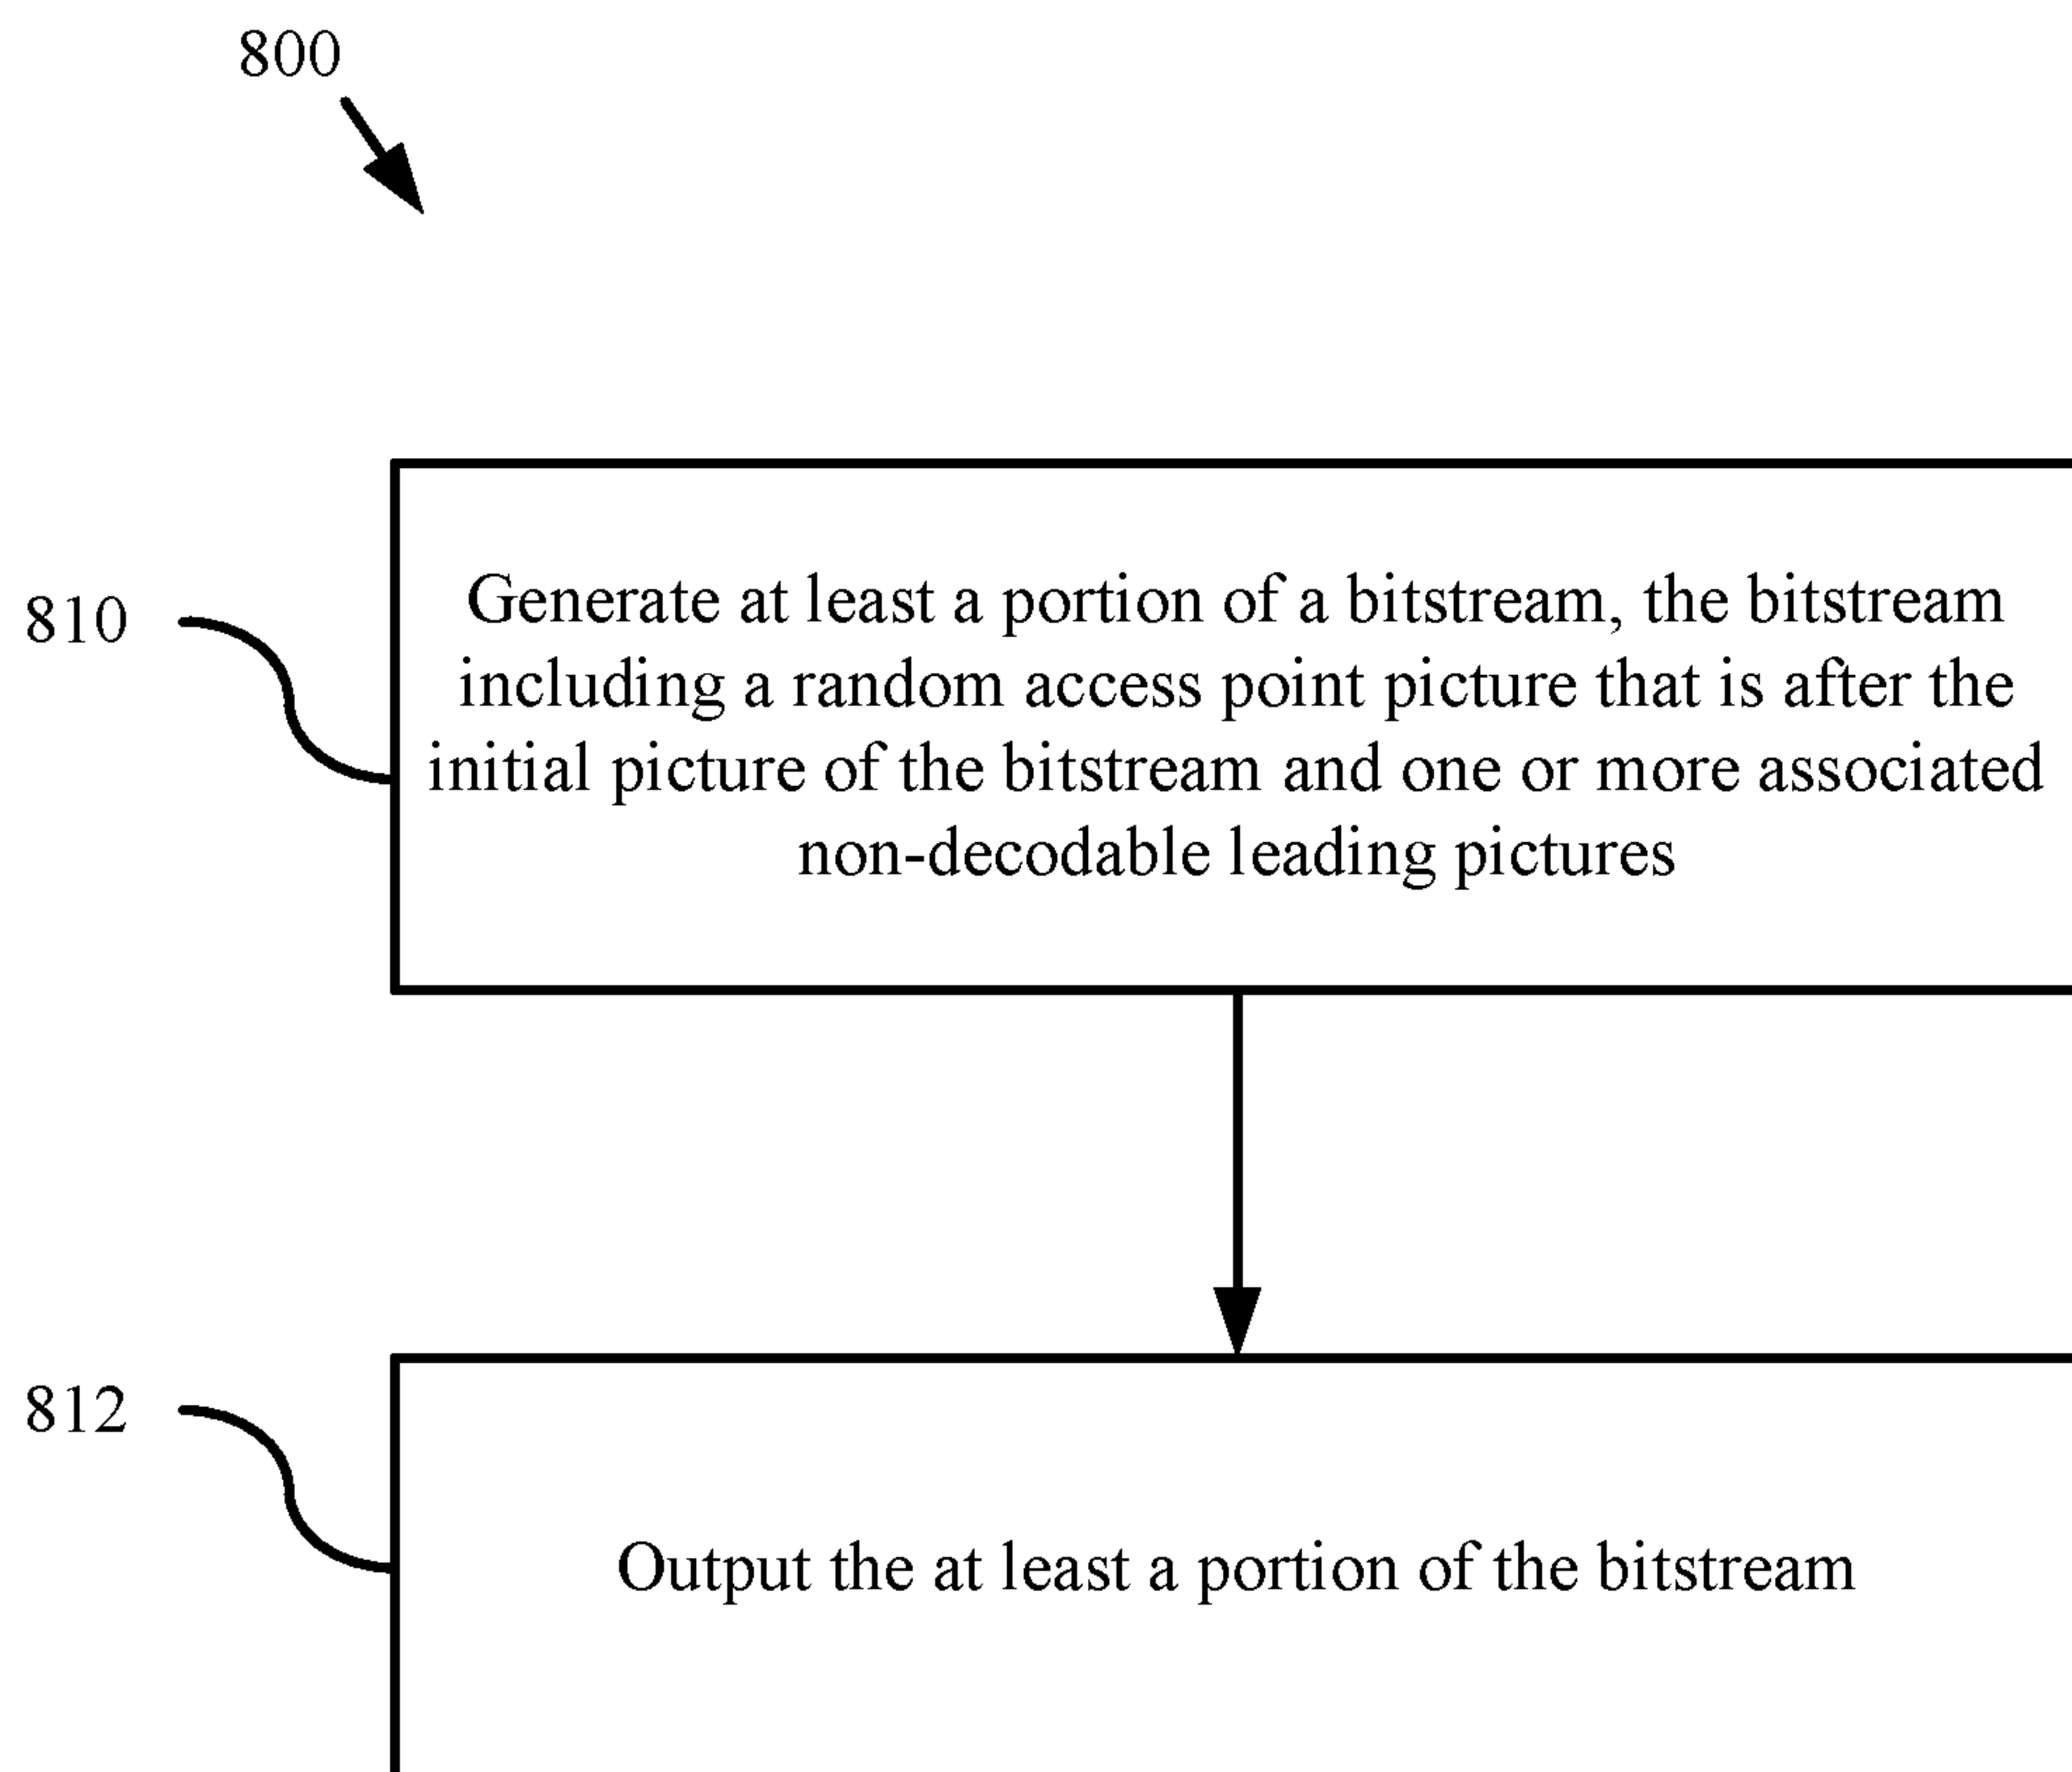 800
810
Generate at least a portion of a bitstream, the bitstream
including a random access point picture that is after the
initial picture of the bitstream and one or more associated
non-decodable leading pictures
812
Output the at least a portion of the bitstream